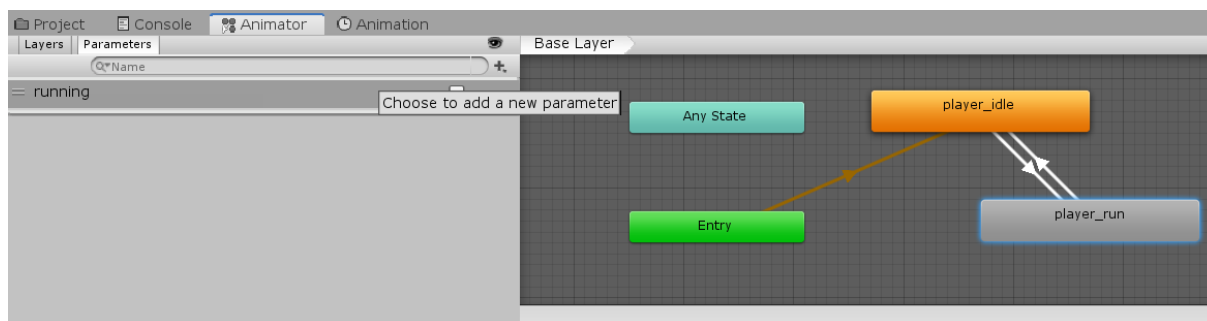 Project Console Animator Animation
Layers Parameters Base Layer
Name
running
Choose to add a new parameter
Any State
player_idle
Entry
player_run